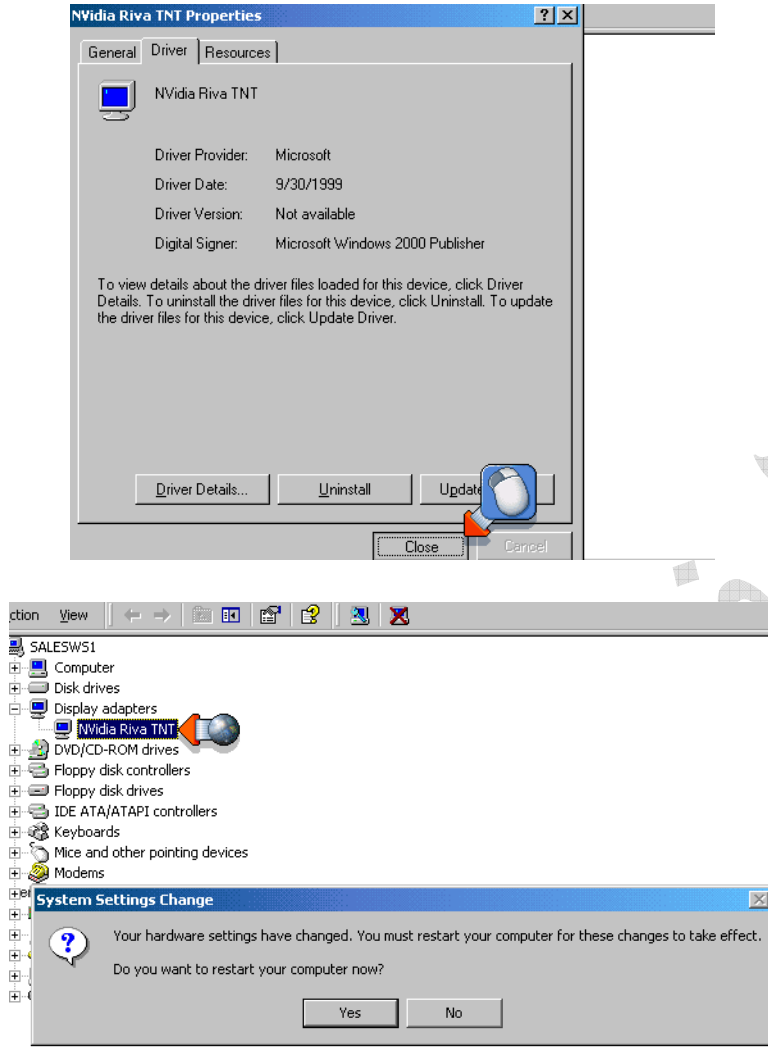 NVidia Riva TNT Properties
General Driver Resources
NVidia Riva TNT
Driver Provider: Microsoft
Driver Date: 9/30/1999
Driver Version: Not available
Digital Signer: Microsoft Windows 2000 Publisher
To view details about the driver files loaded for this device, click Driver
Details. To uninstall the driver files for this device, click Uninstall. To update
the driver files for this device, click Update Driver.
Driver Details... Uninstall Update
Close Cancel
ction View
SALESWS1
Computer
Disk drives
Display adapters
NVidia Riva TNT
DVD/CD-ROM drives
Floppy disk controllers
Floppy disk drives
IDE ATA/ATAPI controllers
Keyboards
Mice and other pointing devices
Modems
System Settings Change
Your hardware settings have changed. You must restart your computer for these changes to take effect.
Do you want to restart your computer now?
Yes No